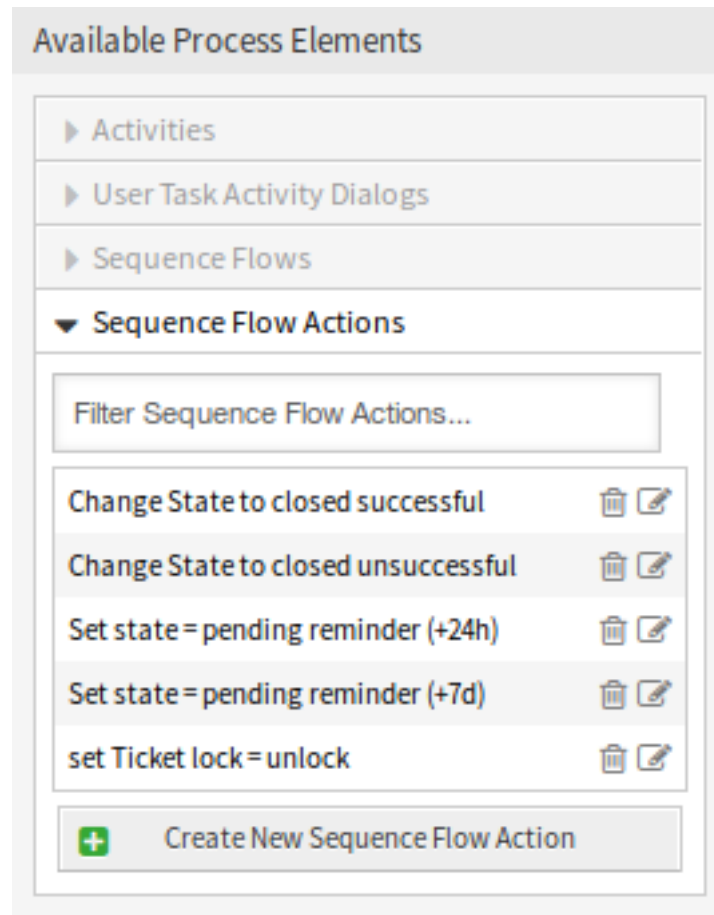 Available Process Elements
Activities
User Task Activity Dialogs
Sequence Flows
Sequence Flow Actions
Filter Sequence Flow Actions...
Change State to closed successful
Change State to closed unsuccessful
Set state = pending reminder (+24h)
Set state = pending reminder (+7d)
set Ticket lock = unlock
Create New Sequence Flow Action